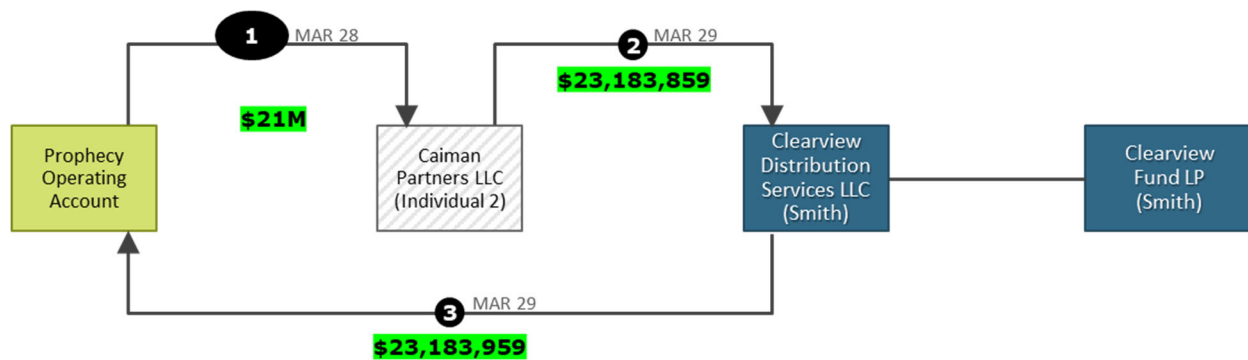 1
MAR 28
2
MAR 29
$23,183,859
$21M
Prophecy
Operating
Account
Caiman
Partners LLC
(Individual 2)
Clearview
Distribution
Services LLC
(Smith)
Clearview
Fund LP
(Smith)
3
MAR 29
$23,183,959